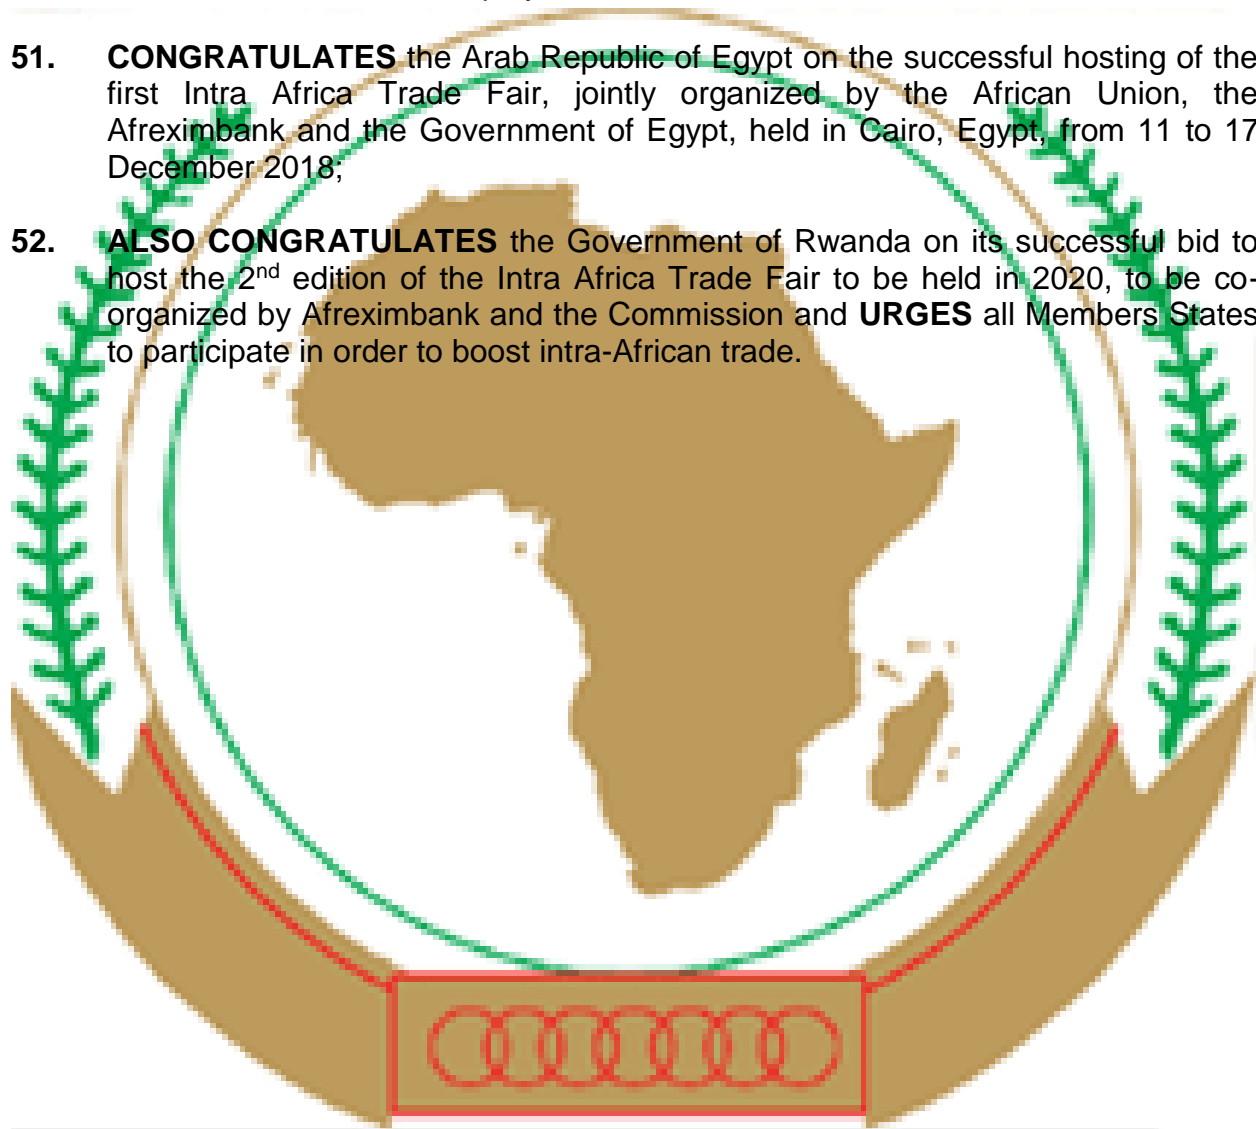 51. CONGRATULATES the Arab Republic of Egypt on the successful hosting of the
first Intra Africa Trade Fair, jointly organized by the African Union, the
Afreximbank and the Government of Egypt, held in Cairo, Egypt, from 11 to 17
December 2018;
52. ALSO CONGRATULATES the Government of Rwanda on its successful bid to
host the 2nd edition of the Intra Africa Trade Fair to be held in 2020, to be co-
organized by Afreximbank and the Commission and URGES all Members States
to participate in order to boost intra-African trade.